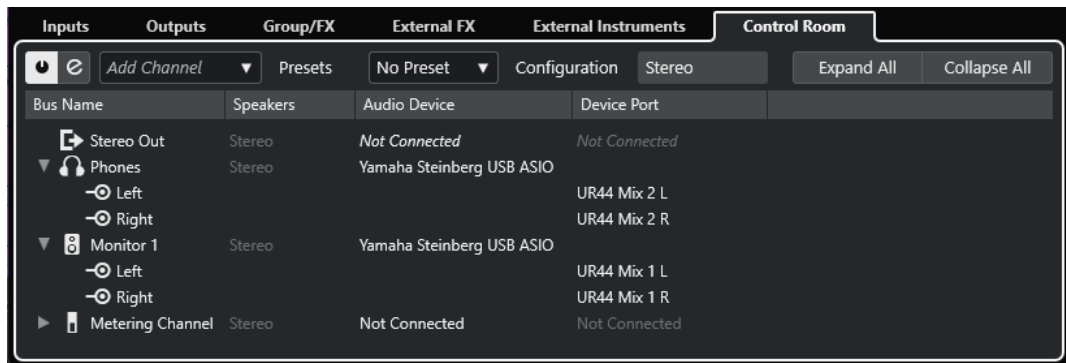 Inputs Outputs Group/FX External FX External Instruments Control Room
Add Channel Presets No Preset Configuration Stereo Expand All Collapse All
Bus Name Speakers Audio Device Device Port
Stereo Out Stereo Not Connected Not Connected
Phones Stereo Yamaha Steinberg USB ASIO
Left UR44 Mix 2 L
Right UR44 Mix 2 R
Monitor 1 Stereo Yamaha Steinberg USB ASIO
Left UR44 Mix 1 L
Right UR44 Mix 1 R
Metering Channel Stereo Not Connected Not Connected